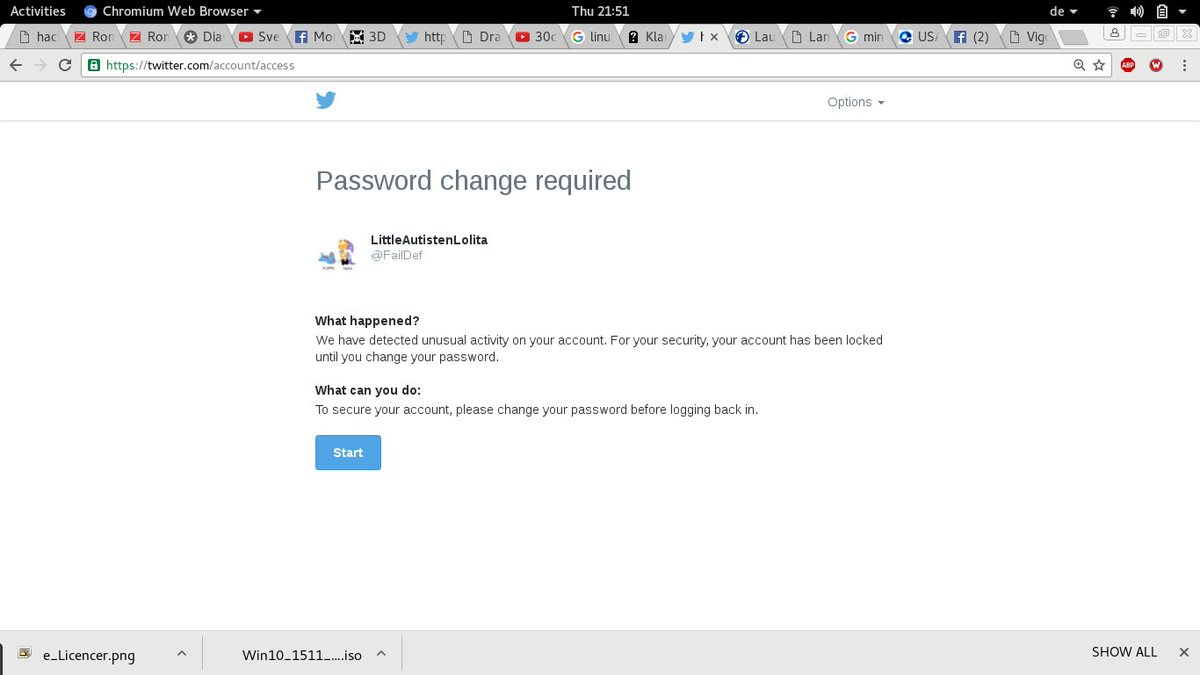 Activities Chromium Web Browser Thu 21:51 de
hac Ron Ron Dia Sve Mo 3D http Dra 30 linu Kla Lau Lan min USA (2) Vig
https://twitter.com/account/access ABP W
Options
Password change required
LittleAutistenLolita
@FailDef
What happened?
We have detected unusual activity on your account. For your security, your account has been locked
until you change your password.
What can you do:
To secure your account, please change your password before logging back in.
Start
e_Licencer.png Win10_1511_....iso SHOW ALL